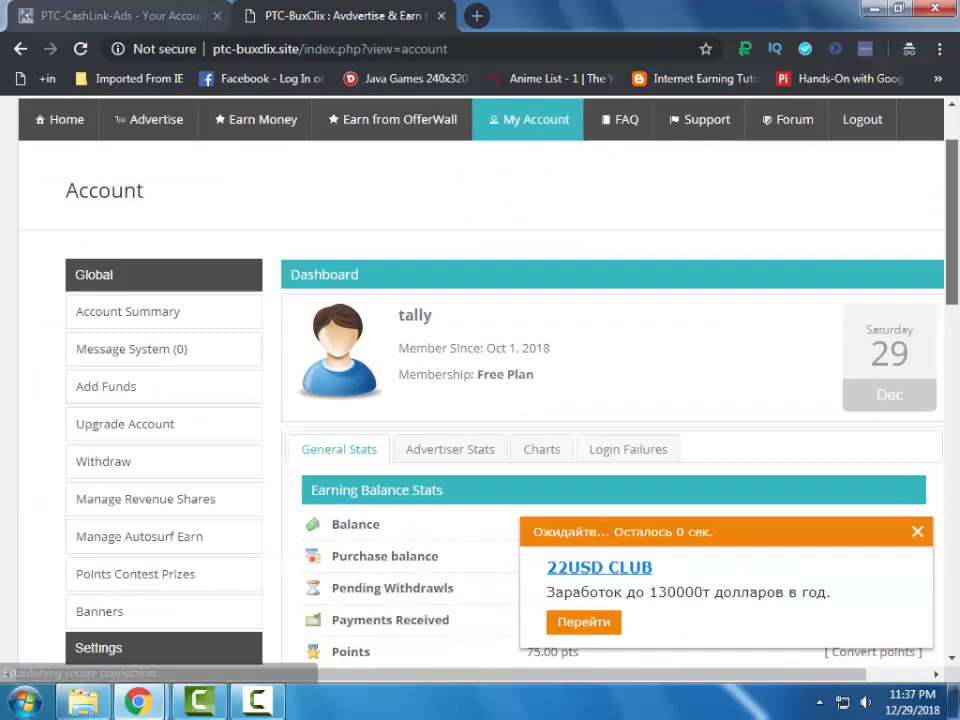 PTC-CashLink-Ads - Your Accou
PTC-BuxClix : Avdvertise & Earn
Not secure
ptc-buxclix.site/index.php?view=account
+in
Imported From IE
Facebook - Log In or
Java Games 240x320
Anime List - 1 | The
Internet Earning Tuto
Hands-On with Goog
Home
Advertise
Earn Money
Earn from OfferWall
My Account
FAQ
Support
Forum
Logout
Account
Global
Account Summary
Message System (0)
Add Funds
Upgrade Account
Withdraw
Manage Revenue Shares
Manage Autosurf Earn
Points Contest Prizes
Banners
Settings
Dashboard
tally
Member Since: Oct 1, 2018
Membership: Free Plan
Saturday
29
Dec
General Stats
Advertiser Stats
Charts
Login Failures
Earning Balance Stats
Balance
Purchase balance
Pending Withdrawls
Payments Received
Points
75.00 pts
[ Convert points ]
Ожидайте... Осталось 0 сек.
22USD CLUB
Заработок до 130000т долларов в год.
Перейти
Establishing secure connection...
11:37 PM
12/29/2018